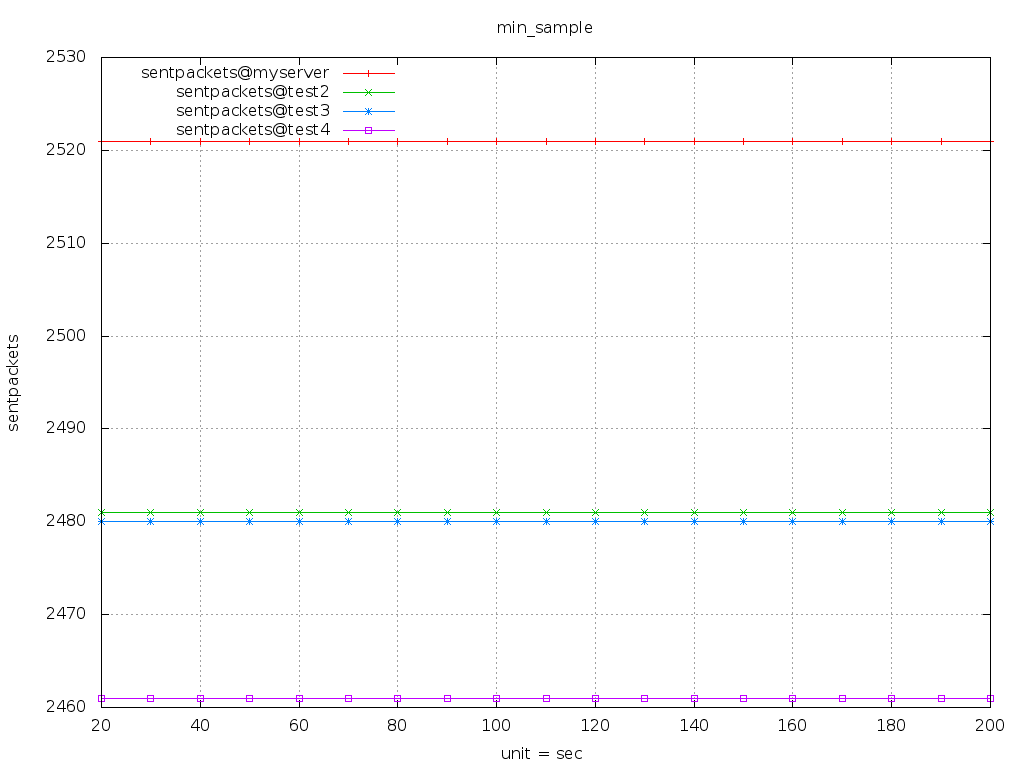 min_sample
2530
sentpackets@myserver
sentpackets@test2
sentpackets@test3
sentpackets@test4
2520
2510
2500
2490
2480
2470
2460
sentpackets
20 40 60 80 100 120 140 160 180 200
unit = sec